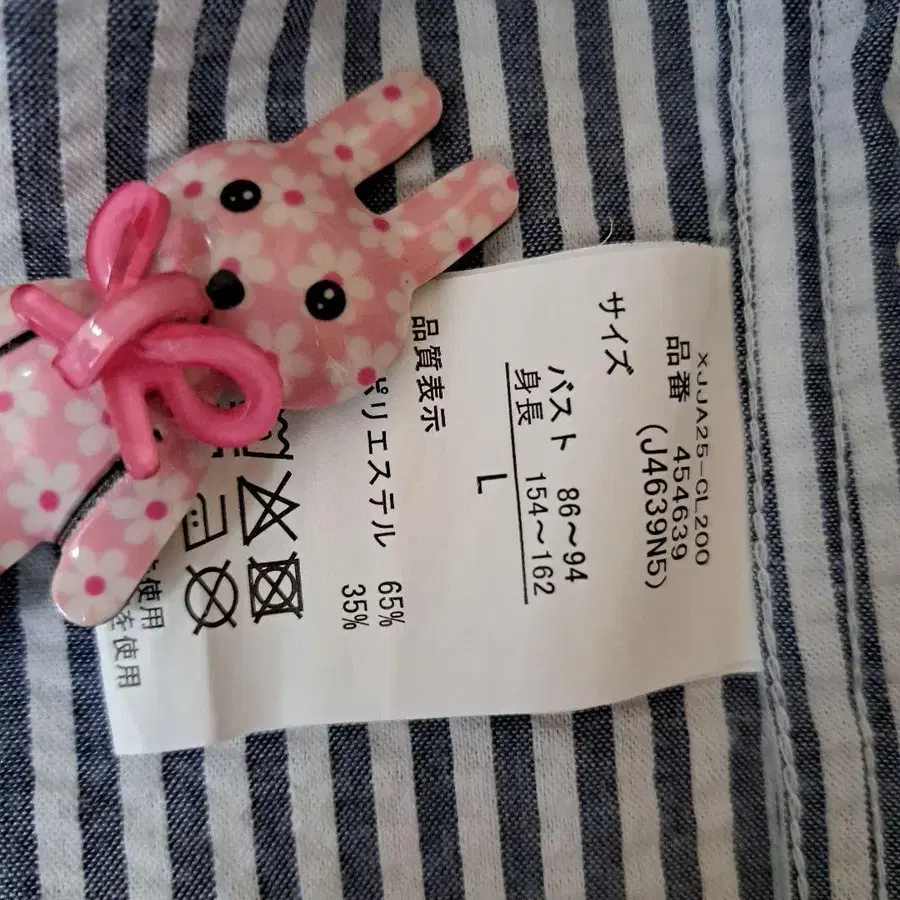 XJJA25-CL200
品番 454639
(J4639N5)
サイズ
バスト 86〜94
身長 154〜162
L
品質表示
ポリエステル 65%
35%
使用
を使用